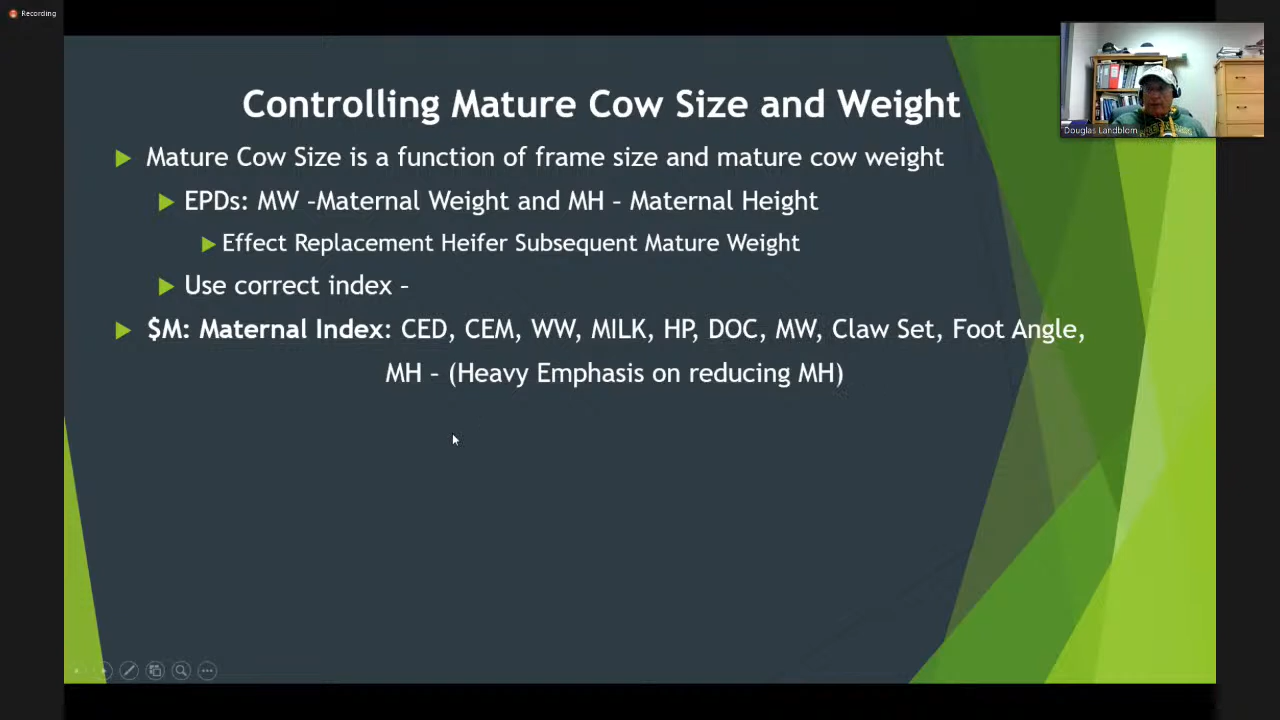 Recording
Controlling Mature Cow Size and Weight
Mature Cow Size is a function of frame size and mature cow weight
EPDs: MW –Maternal Weight and MH – Maternal Height
Effect Replacement Heifer Subsequent Mature Weight
Use correct index –
$M: Maternal Index: CED, CEM, WW, MILK, HP, DOC, MW, Claw Set, Foot Angle,
MH – (Heavy Emphasis on reducing MH)
Douglas Landblom